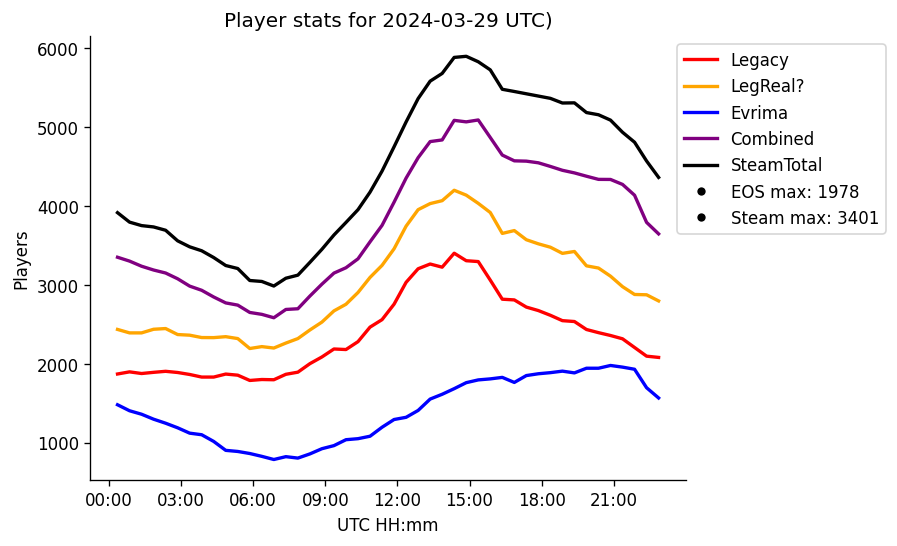 Player stats for 2024-03-29 UTC)
6000
5000
4000
3000
2000
1000
Players
00:00 03:00 06:00 09:00 12:00 15:00 18:00 21:00
UTC HH:mm
Legacy
LegReal?
Evrima
Combined
SteamTotal
EOS max: 1978
Steam max: 3401